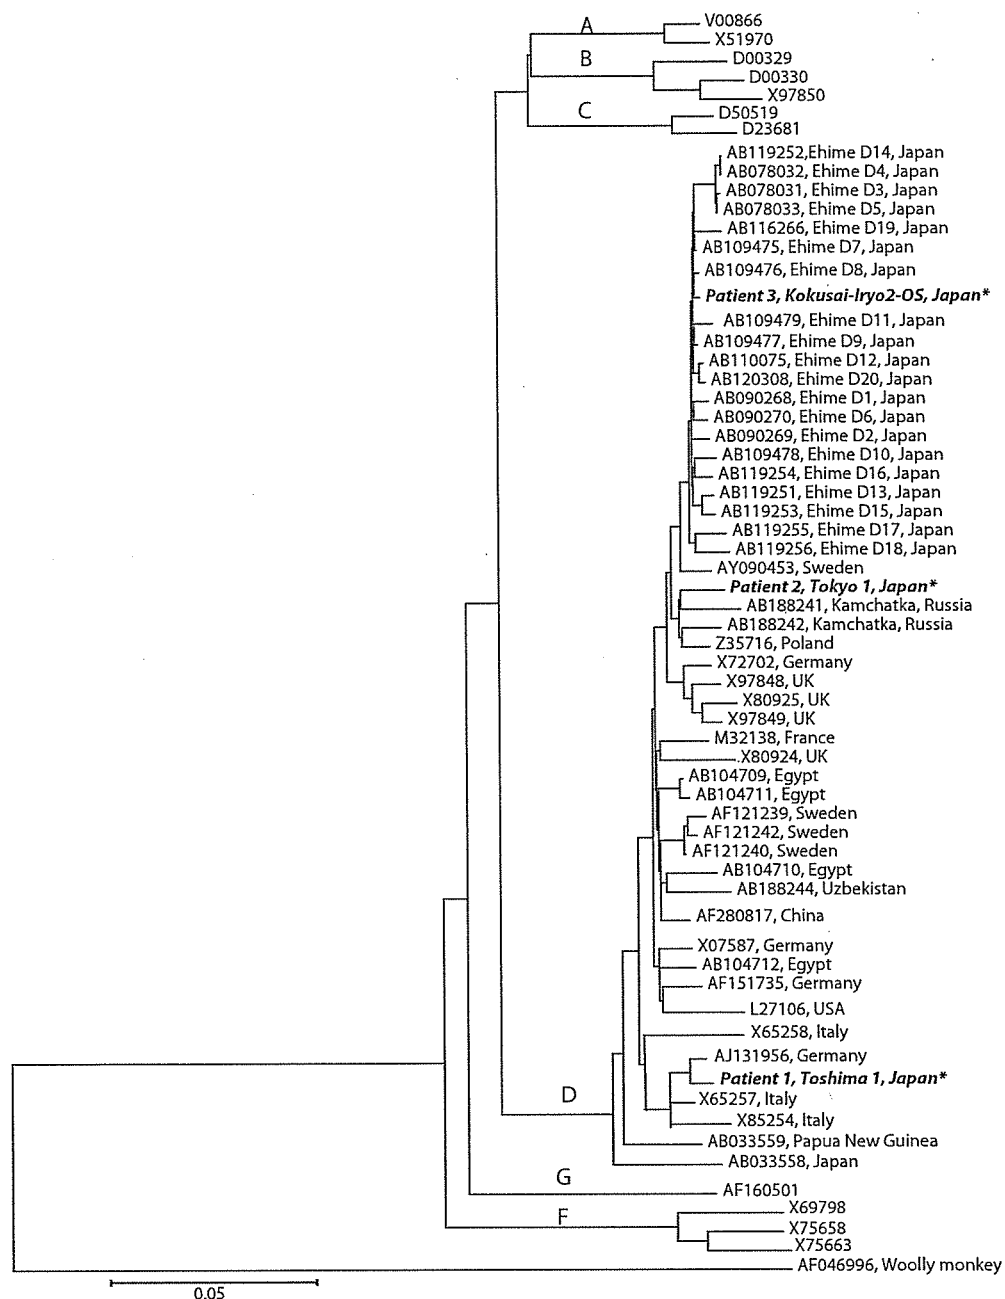 A
V00866
X51970
B
D00329
D00330
X97850
C
D50519
D23681
AB119252,Ehime D14, Japan
AB078032, Ehime D4, Japan
AB078031, Ehime D3, Japan
AB078033, Ehime D5, Japan
AB116266, Ehime D19, Japan
AB109475, Ehime D7, Japan
AB109476, Ehime D8, Japan
Patient 3, Kokusai-Iryo2-OS, Japan*
AB109479, Ehime D11, Japan
AB109477, Ehime D9, Japan
AB110075, Ehime D12, Japan
AB120308, Ehime D20, Japan
AB090268, Ehime D1, Japan
AB090270, Ehime D6, Japan
AB090269, Ehime D2, Japan
AB109478, Ehime D10, Japan
AB119254, Ehime D16, Japan
AB119251, Ehime D13, Japan
AB119253, Ehime D15, Japan
AB119255, Ehime D17, Japan
AB119256, Ehime D18, Japan
AY090453, Sweden
Patient 2, Tokyo 1, Japan*
AB188241, Kamchatka, Russia
AB188242, Kamchatka, Russia
Z35716, Poland
X72702, Germany
X97848, UK
X80925, UK
X97849, UK
M32138, France
X80924, UK
AB104709, Egypt
AB104711, Egypt
AF121239, Sweden
AF121242, Sweden
AF121240, Sweden
AB104710, Egypt
AB188244, Uzbekistan
AF280817, China
X07587, Germany
AB104712, Egypt
AF151735, Germany
L27106, USA
X65258, Italy
AJ131956, Germany
Patient 1, Toshima 1, Japan*
D
X65257, Italy
X85254, Italy
AB033559, Papua New Guinea
AB033558, Japan
G
AF160501
F
X69798
X75658
X75663
AF046996, Woolly monkey
0.05